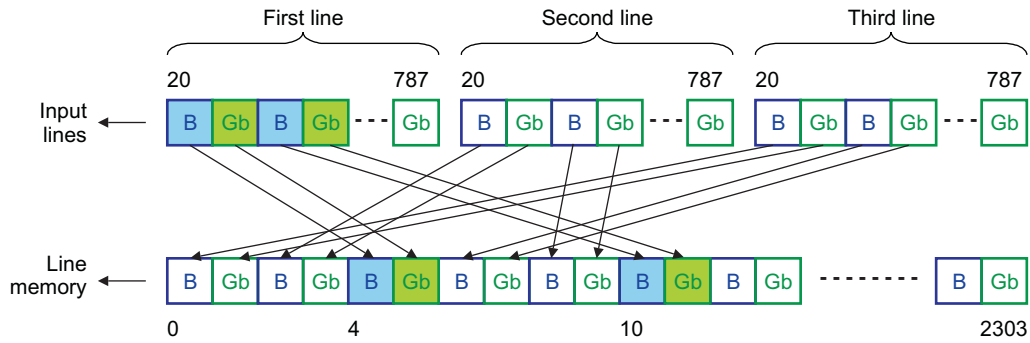 First line Second line Third line
20 787 20 787 20 787
Input lines B Gb B Gb Gb B Gb B Gb Gb B Gb B Gb Gb
Line memory B Gb B Gb B Gb B Gb B Gb B Gb B Gb B Gb
0 4 10 2303